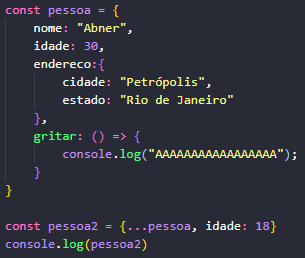 const pessoa = {
    nome: "Abner",
    idade: 30,
    endereco:{
        cidade: "Petrópolis",
        estado: "Rio de Janeiro"
    },
    gritar: () => {
        console.log("AAAAAAAAAAAAAAAAA");
    }
}
const pessoa2 = {...pessoa, idade: 18}
console.log(pessoa2)